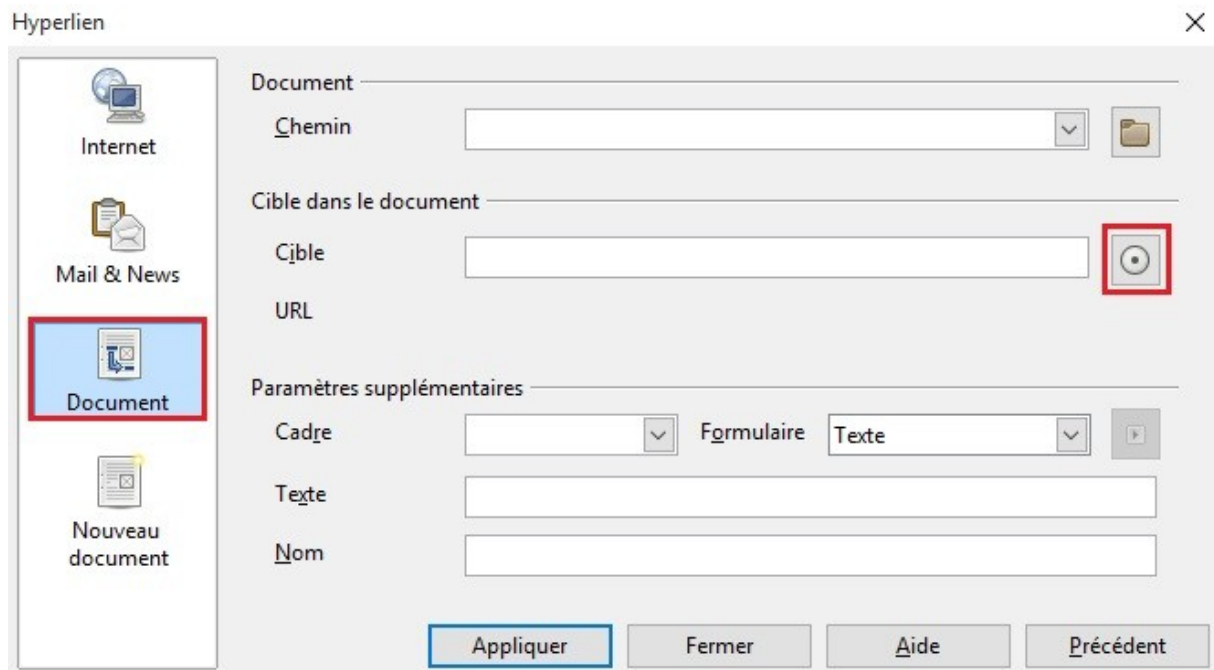 Hyperlien
Internet
Mail & News
Document
Nouveau
document
Document
Chemin
Cible dans le document
Cible
URL
Paramètres supplémentaires
Cadre
Formulaire
Texte
Texte
Nom
Appliquer
Fermer
Aide
Précédent